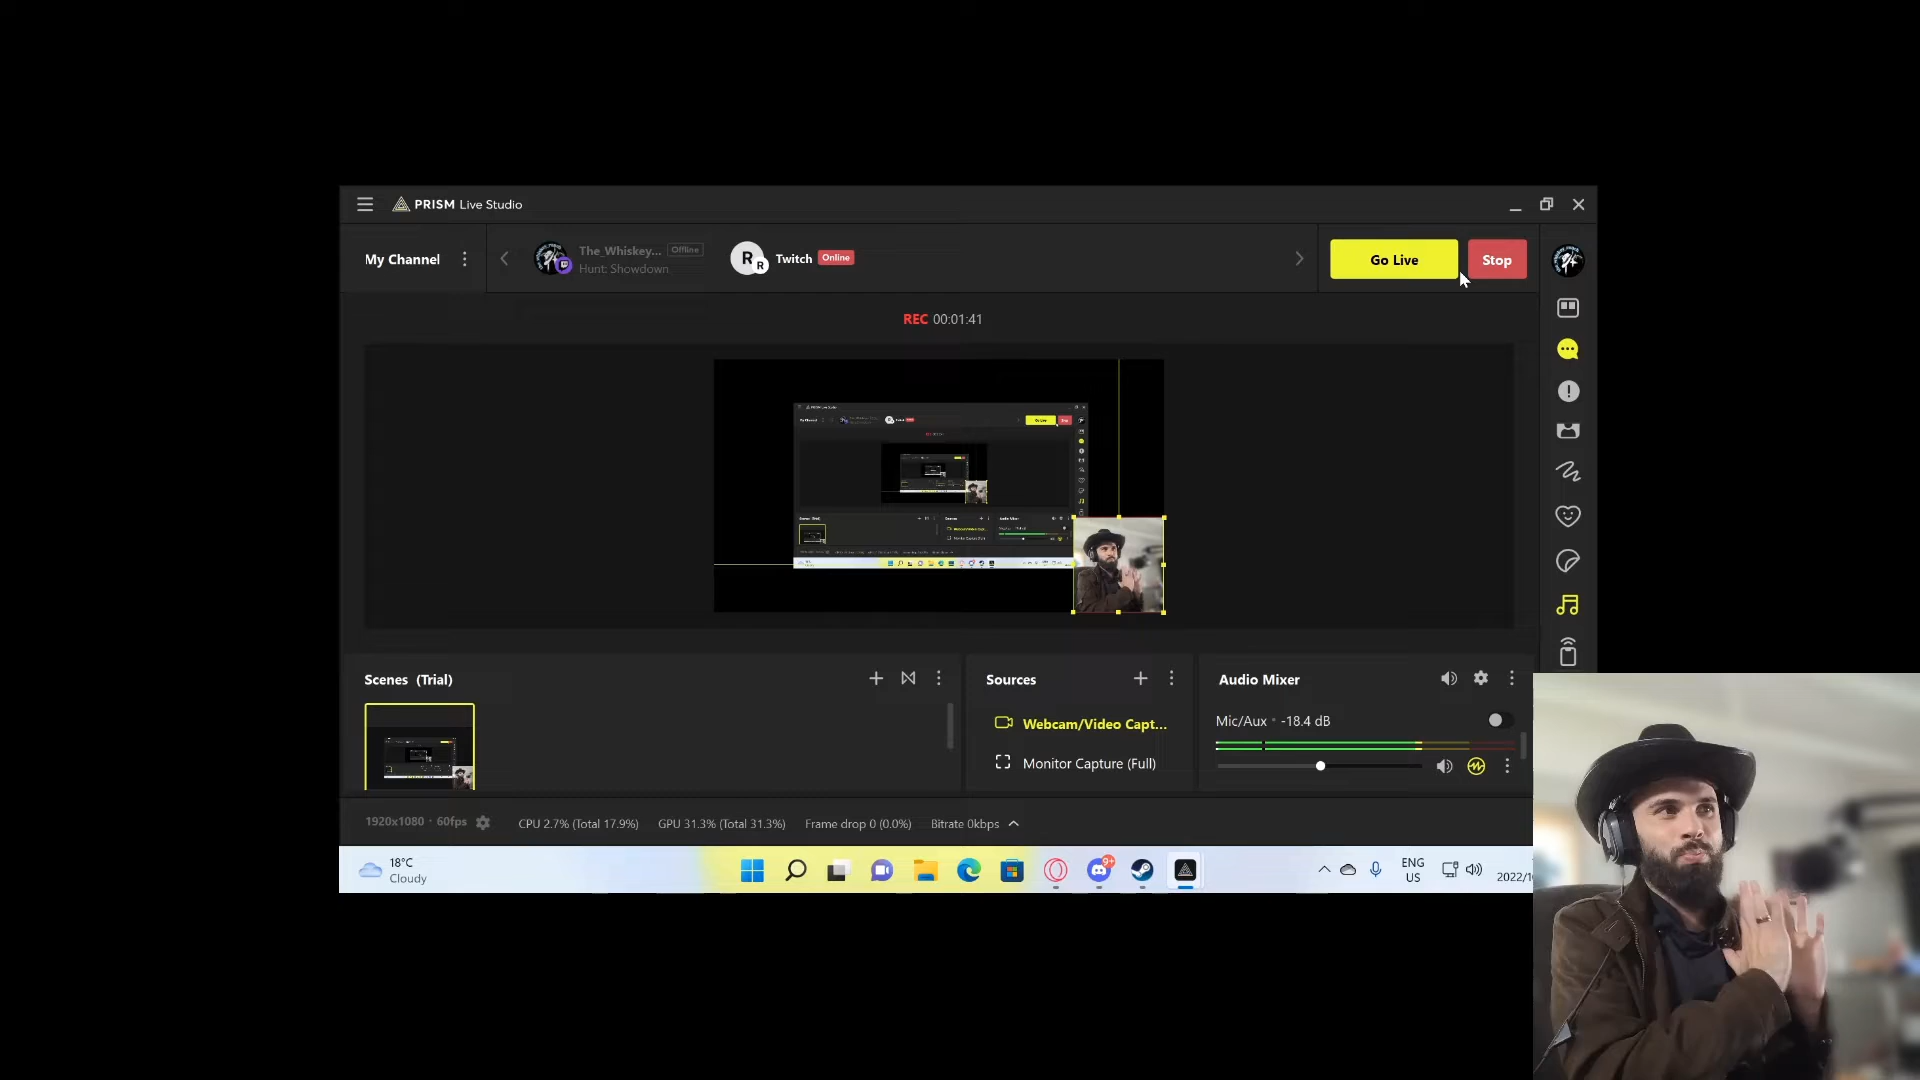 PRISM Live Studio
My Channel
The_Whiskey... Offline
Hunt: Showdown
R R Twitch Online
Go Live
Stop
REC 00:01:41
Scenes (Trial)
Sources
Webcam/Video Capt...
Monitor Capture (Full)
Audio Mixer
Mic/Aux • -18.4 dB
1920x1080 • 60fps
CPU 2.7% (Total 17.9%)
GPU 31.3% (Total 31.3%)
Frame drop 0 (0.0%)
Bitrate 0kbps
18°C
Cloudy
9+
ENG
US
2022/1